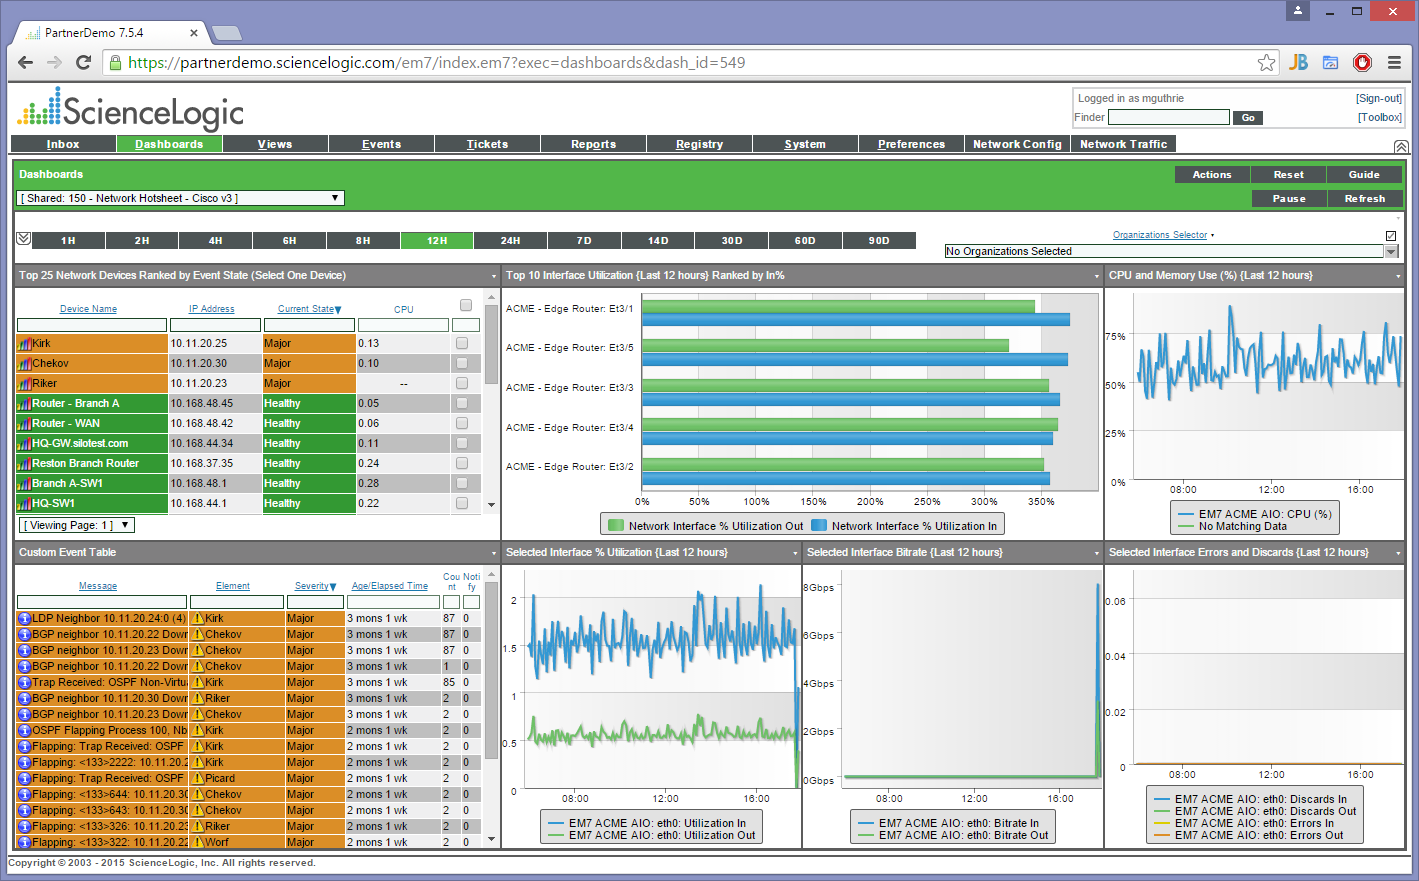 PartnerDemo 7.5.4
https://partnerdemo.sciencelogic.com/em7/index.em7?exec=dashboards&dash_id=549
JB
ScienceLogic
Logged in as mguthrie [Sign-out]
Finder Go [Toolbox]
Inbox Dashboards Views Events Tickets Reports Registry System Preferences Network Config Network Traffic
Dashboards Actions Reset Guide
[ Shared: 150 - Network Hotsheet - Cisco v3 ] Pause Refresh
1H 2H 4H 6H 8H 12H 24H 7D 14D 30D 60D 90D
Organizations Selector
No Organizations Selected
Top 25 Network Devices Ranked by Event State (Select One Device)
Device Name IP Address Current State CPU
Kirk 10.11.20.25 Major 0.13
Chekov 10.11.20.30 Major 0.10
Riker 10.11.20.23 Major --
Router - Branch A 10.168.48.45 Healthy 0.05
Router - WAN 10.168.48.42 Healthy 0.06
HQ-GW.silotest.com 10.168.44.34 Healthy 0.11
Reston Branch Router 10.168.37.35 Healthy 0.24
Branch A-SW1 10.168.48.1 Healthy 0.28
HQ-SW1 10.168.44.1 Healthy 0.22
[ Viewing Page: 1 ]
Top 10 Interface Utilization {Last 12 hours} Ranked by In%
ACME - Edge Router: Et3/1
ACME - Edge Router: Et3/5
ACME - Edge Router: Et3/3
ACME - Edge Router: Et3/4
ACME - Edge Router: Et3/2
0% 50% 100% 150% 200% 250% 300% 350%
Network Interface % Utilization Out Network Interface % Utilization In
CPU and Memory Use (%) {Last 12 hours}
75%
50%
25%
0%
08:00 12:00 16:00
EM7 ACME AIO: CPU (%)
No Matching Data
Custom Event Table
Message Element Severity Age/Elapsed Time Cou nt Noti fy
LDP Neighbor 10.11.20.24:0 (4) Kirk Major 3 mons 1 wk 87 0
BGP neighbor 10.11.20.22 Down Chekov Major 3 mons 1 wk 87 0
BGP neighbor 10.11.20.23 Down Chekov Major 3 mons 1 wk 87 0
BGP neighbor 10.11.20.22 Down Chekov Major 3 mons 1 wk 1 0
Trap Received: OSPF Non-Virtua Kirk Major 3 mons 1 wk 85 0
BGP neighbor 10.11.20.30 Down Riker Major 3 mons 1 wk 2 0
BGP neighbor 10.11.20.23 Down Chekov Major 3 mons 1 wk 2 0
OSPF Flapping Process 100, Nb Kirk Major 2 mons 1 wk 2 0
Flapping: Trap Received: OSPF Kirk Major 2 mons 1 wk 2 0
Flapping: <133>2222: 10.11.20.2 Kirk Major 2 mons 1 wk 2 0
Flapping: Trap Received: OSPF Picard Major 2 mons 1 wk 2 0
Flapping: <133>644: 10.11.20.30 Chekov Major 2 mons 1 wk 2 0
Flapping: <133>643: 10.11.20.30 Chekov Major 2 mons 1 wk 2 0
Flapping: <133>326: 10.11.20.23 Riker Major 2 mons 1 wk 2 0
Flapping: <133>322: 10.11.20.22 Worf Major 2 mons 1 wk 2 0
Selected Interface % Utilization {Last 12 hours}
2
1.5
1
0.5
0
08:00 12:00 16:00
EM7 ACME AIO: eth0: Utilization In
EM7 ACME AIO: eth0: Utilization Out
Selected Interface Bitrate {Last 12 hours}
8Gbps
6Gbps
4Gbps
2Gbps
0Gbps
08:00 12:00 16:00
EM7 ACME AIO: eth0: Bitrate In
EM7 ACME AIO: eth0: Bitrate Out
Selected Interface Errors and Discards {Last 12 hours}
0.06
0.04
0.02
0
08:00 12:00 16:00
EM7 ACME AIO: eth0: Discards In
EM7 ACME AIO: eth0: Discards Out
EM7 ACME AIO: eth0: Errors In
EM7 ACME AIO: eth0: Errors Out
Copyright © 2003 - 2015 ScienceLogic, Inc. All rights reserved.